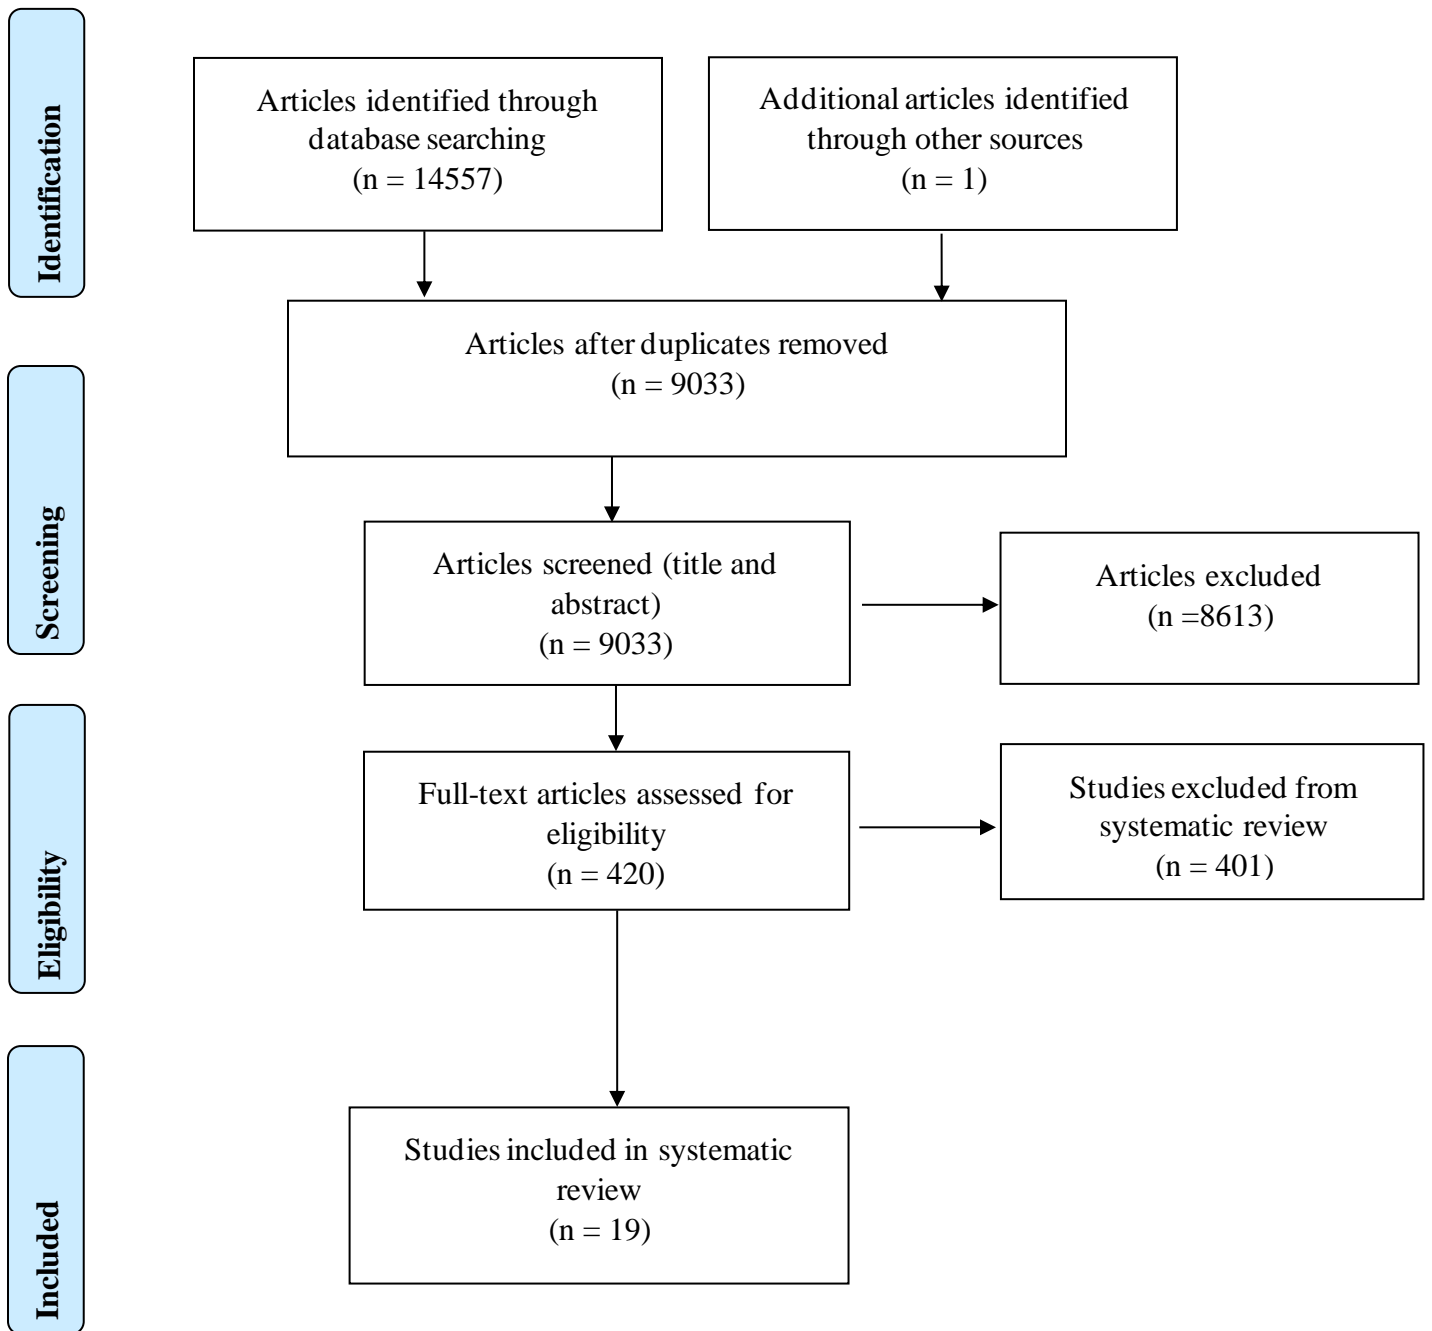 Identification
Articles identified through
database searching
(n = 14557)
Additional articles identified
through other sources
(n = 1)
Articles after duplicates removed
(n = 9033)
Screening
Articles screened (title and
abstract)
(n = 9033)
Articles excluded
(n =8613)
Eligibility
Full-text articles assessed for
eligibility
(n = 420)
Studies excluded from
systematic review
(n = 401)
Included
Studies included in systematic
review
(n = 19)